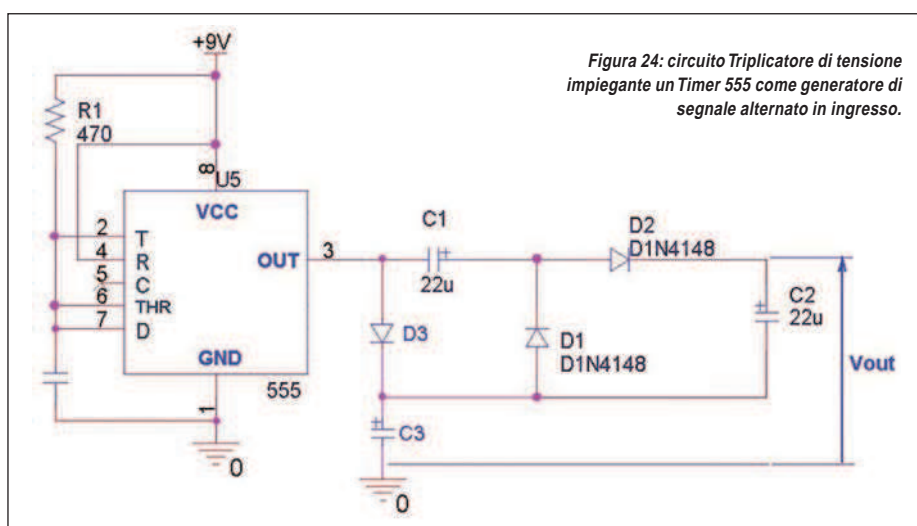 Figura 24: circuito Triplicatore di tensione
impiegante un Timer 555 come generatore di
segnale alternato in ingresso.
+9V
R1
470
8
U5
VCC
2
T
4
R
5
C
6
THR
7
D
OUT
3
GND
1
555
0
C1
+
22u
D2
D1N4148
D3
D1
D1N4148
+
C2
22u
Vout
+
C3
0